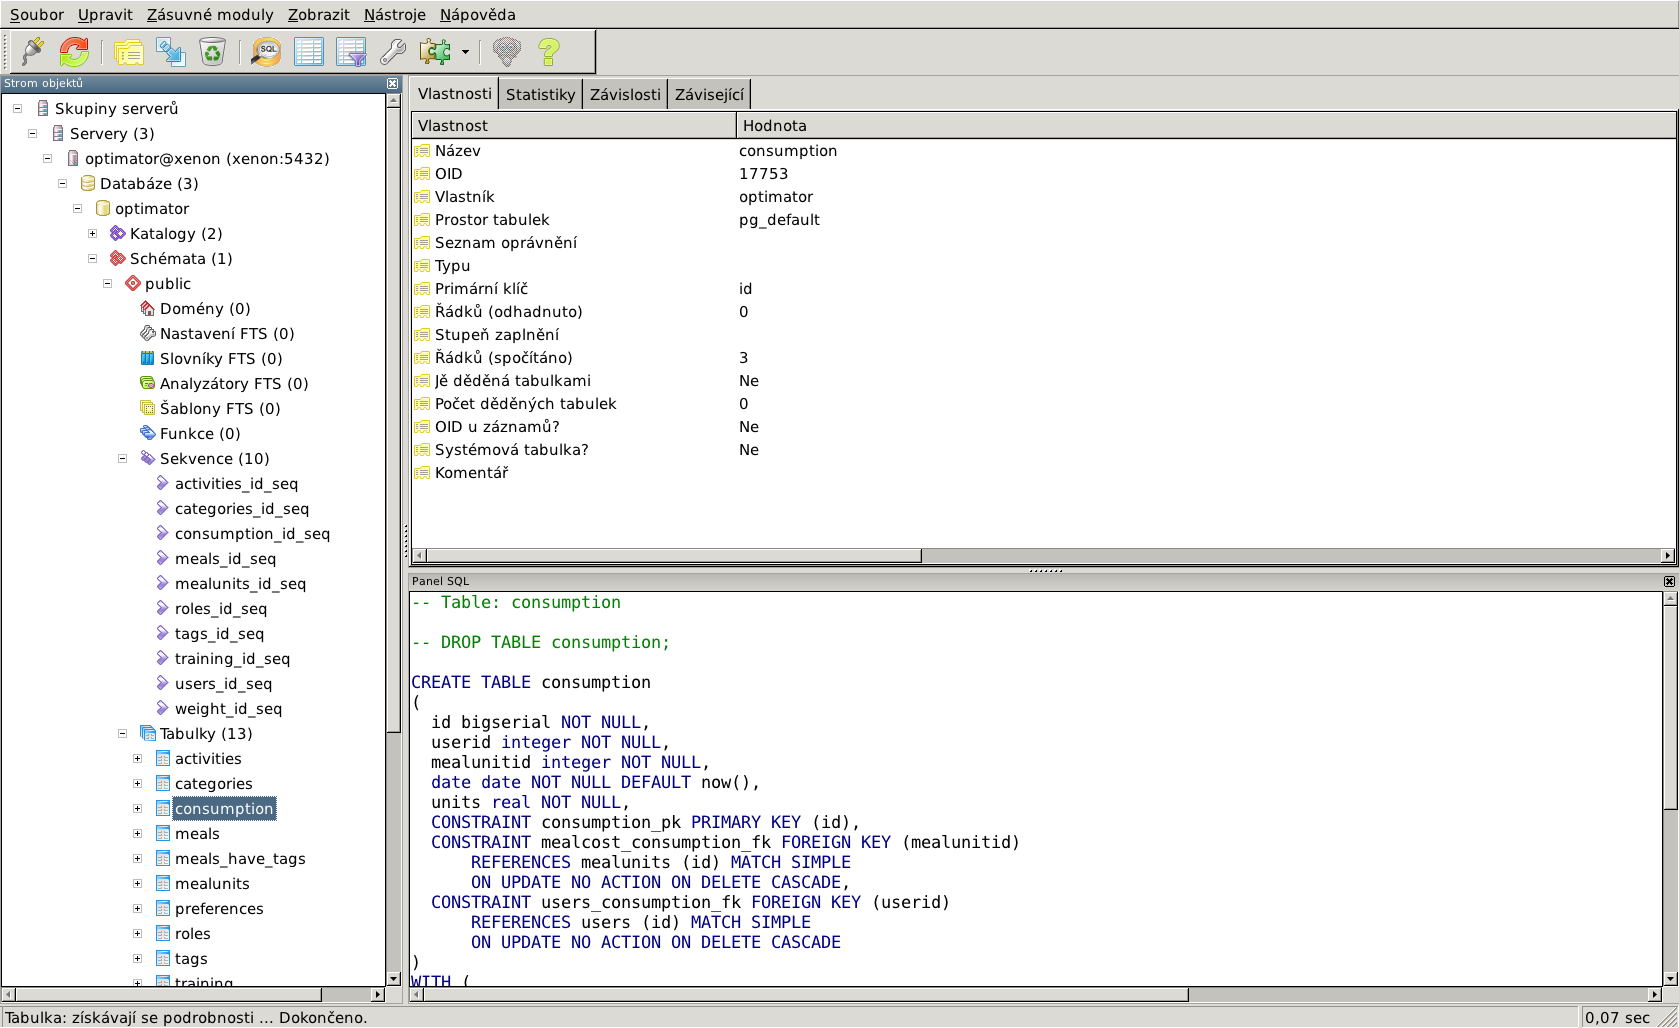 Soubor Upravit Zásuvné moduly Zobrazit Nástroje Nápověda
SQL
Strom objektů
Skupiny serverů
Servery (3)
optimator@xenon (xenon:5432)
Databáze (3)
optimator
Katalogy (2)
Schémata (1)
public
Domény (0)
Nastavení FTS (0)
Slovníky FTS (0)
Analyzátory FTS (0)
Šablony FTS (0)
Funkce (0)
Sekvence (10)
activities_id_seq
categories_id_seq
consumption_id_seq
meals_id_seq
mealunits_id_seq
roles_id_seq
tags_id_seq
training_id_seq
users_id_seq
weight_id_seq
Tabulky (13)
activities
categories
consumption
meals
meals_have_tags
mealunits
preferences
roles
tags
training
Vlastnosti Statistiky Závislosti Závisející
Vlastnost Hodnota
Název consumption
OID 17753
Vlastník optimator
Prostor tabulek pg_default
Seznam oprávnění
Typu
Primární klíč id
Řádků (odhadnuto) 0
Stupeň zaplnění
Řádků (spočítáno) 3
Jě děděná tabulkami Ne
Počet děděných tabulek 0
OID u záznamů? Ne
Systémová tabulka? Ne
Komentář
Panel SQL
-- Table: consumption
-- DROP TABLE consumption;
CREATE TABLE consumption
(
id bigserial NOT NULL,
userid integer NOT NULL,
mealunitid integer NOT NULL,
date date NOT NULL DEFAULT now(),
units real NOT NULL,
CONSTRAINT consumption_pk PRIMARY KEY (id),
CONSTRAINT mealcost_consumption_fk FOREIGN KEY (mealunitid)
REFERENCES mealunits (id) MATCH SIMPLE
ON UPDATE NO ACTION ON DELETE CASCADE,
CONSTRAINT users_consumption_fk FOREIGN KEY (userid)
REFERENCES users (id) MATCH SIMPLE
ON UPDATE NO ACTION ON DELETE CASCADE
)
WITH (
Tabulka: získávají se podrobnosti ... Dokončeno. 0,07 sec